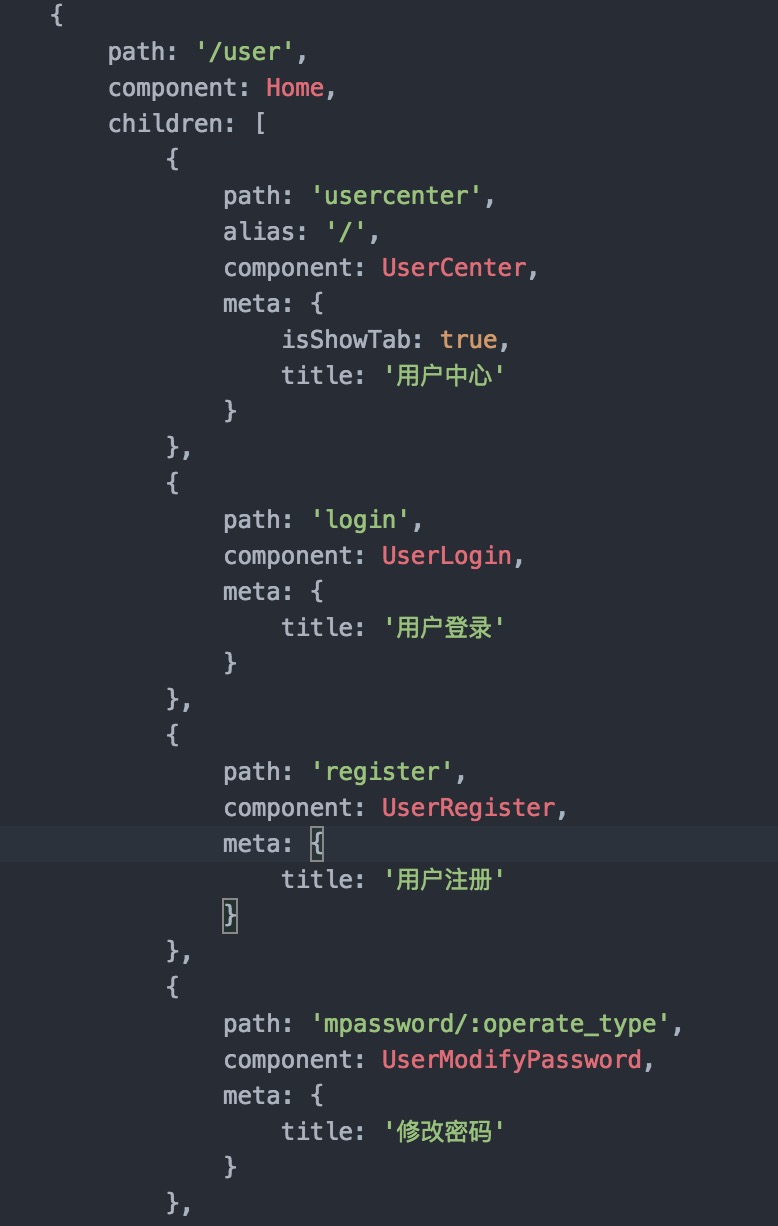 {
path: '/user',
component: Home,
children: [
{
path: 'usercenter',
alias: '/',
component: UserCenter,
meta: {
isShowTab: true,
title: '用户中心'
}
},
{
path: 'login',
component: UserLogin,
meta: {
title: '用户登录'
}
},
{
path: 'register',
component: UserRegister,
meta: {
title: '用户注册'
}
},
{
path: 'mpassword/:operate_type',
component: UserModifyPassword,
meta: {
title: '修改密码'
}
},